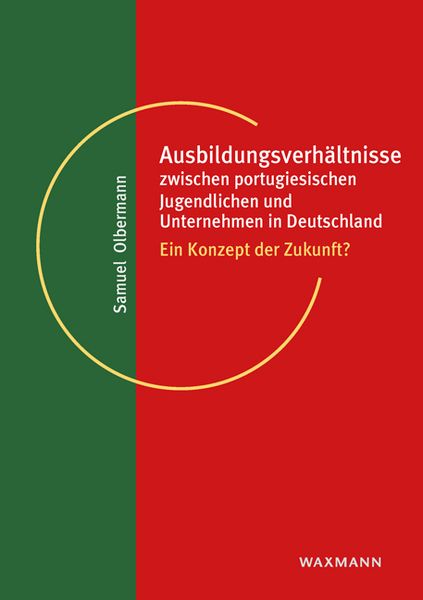 Samuel Olbermann
Ausbildungsverhältnisse
zwischen portugiesischen
Jugendlichen und
Unternehmen in Deutschland
Ein Konzept der Zukunft?
WAXMANN